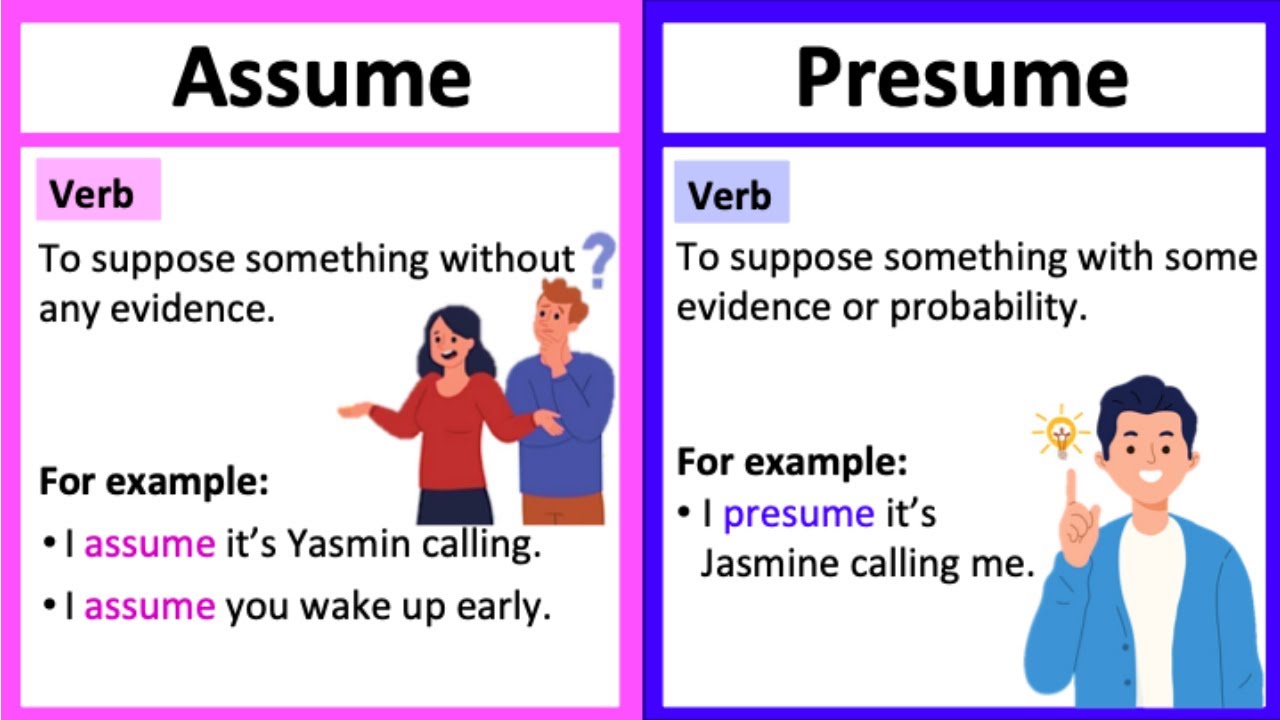 Assume
Verb
To suppose something without ?
any evidence.
For example:
• I assume it's Yasmin calling.
• I assume you wake up early.
Presume
Verb
To suppose something with some
evidence or probability.
For example:
• I presume it's
Jasmine calling me.